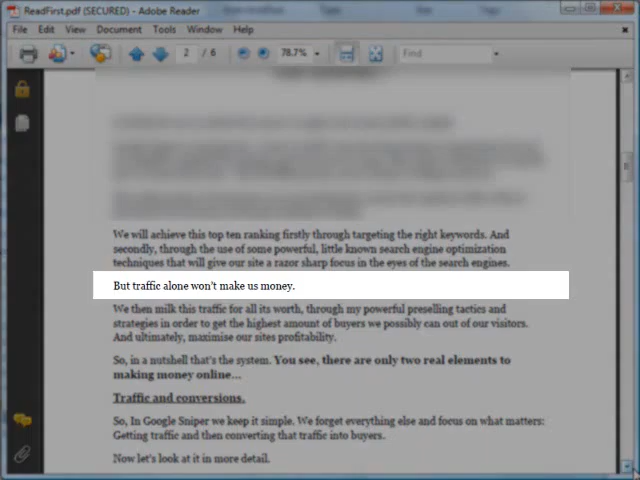 ReadFirst.pdf (SECURED) - Adobe Reader
File Edit View Document Tools Window Help
2 / 6 78.7% Find
We will achieve this top ten ranking firstly through targeting the right keywords. And
secondly, through the use of some powerful, little known search engine optimization
techniques that will give our site a razor sharp focus in the eyes of the search engines.
But traffic alone won't make us money.
We then milk this traffic for all its worth, through my powerful preselling tactics and
strategies in order to get the highest amount of buyers we possibly can out of our visitors.
And ultimately, maximise our sites profitability.
So, in a nutshell that's the system. You see, there are only two real elements to
making money online...
Traffic and conversions.
So, In Google Sniper we keep it simple. We forget everything else and focus on what matters:
Getting traffic and then converting that traffic into buyers.
Now let's look at it in more detail.